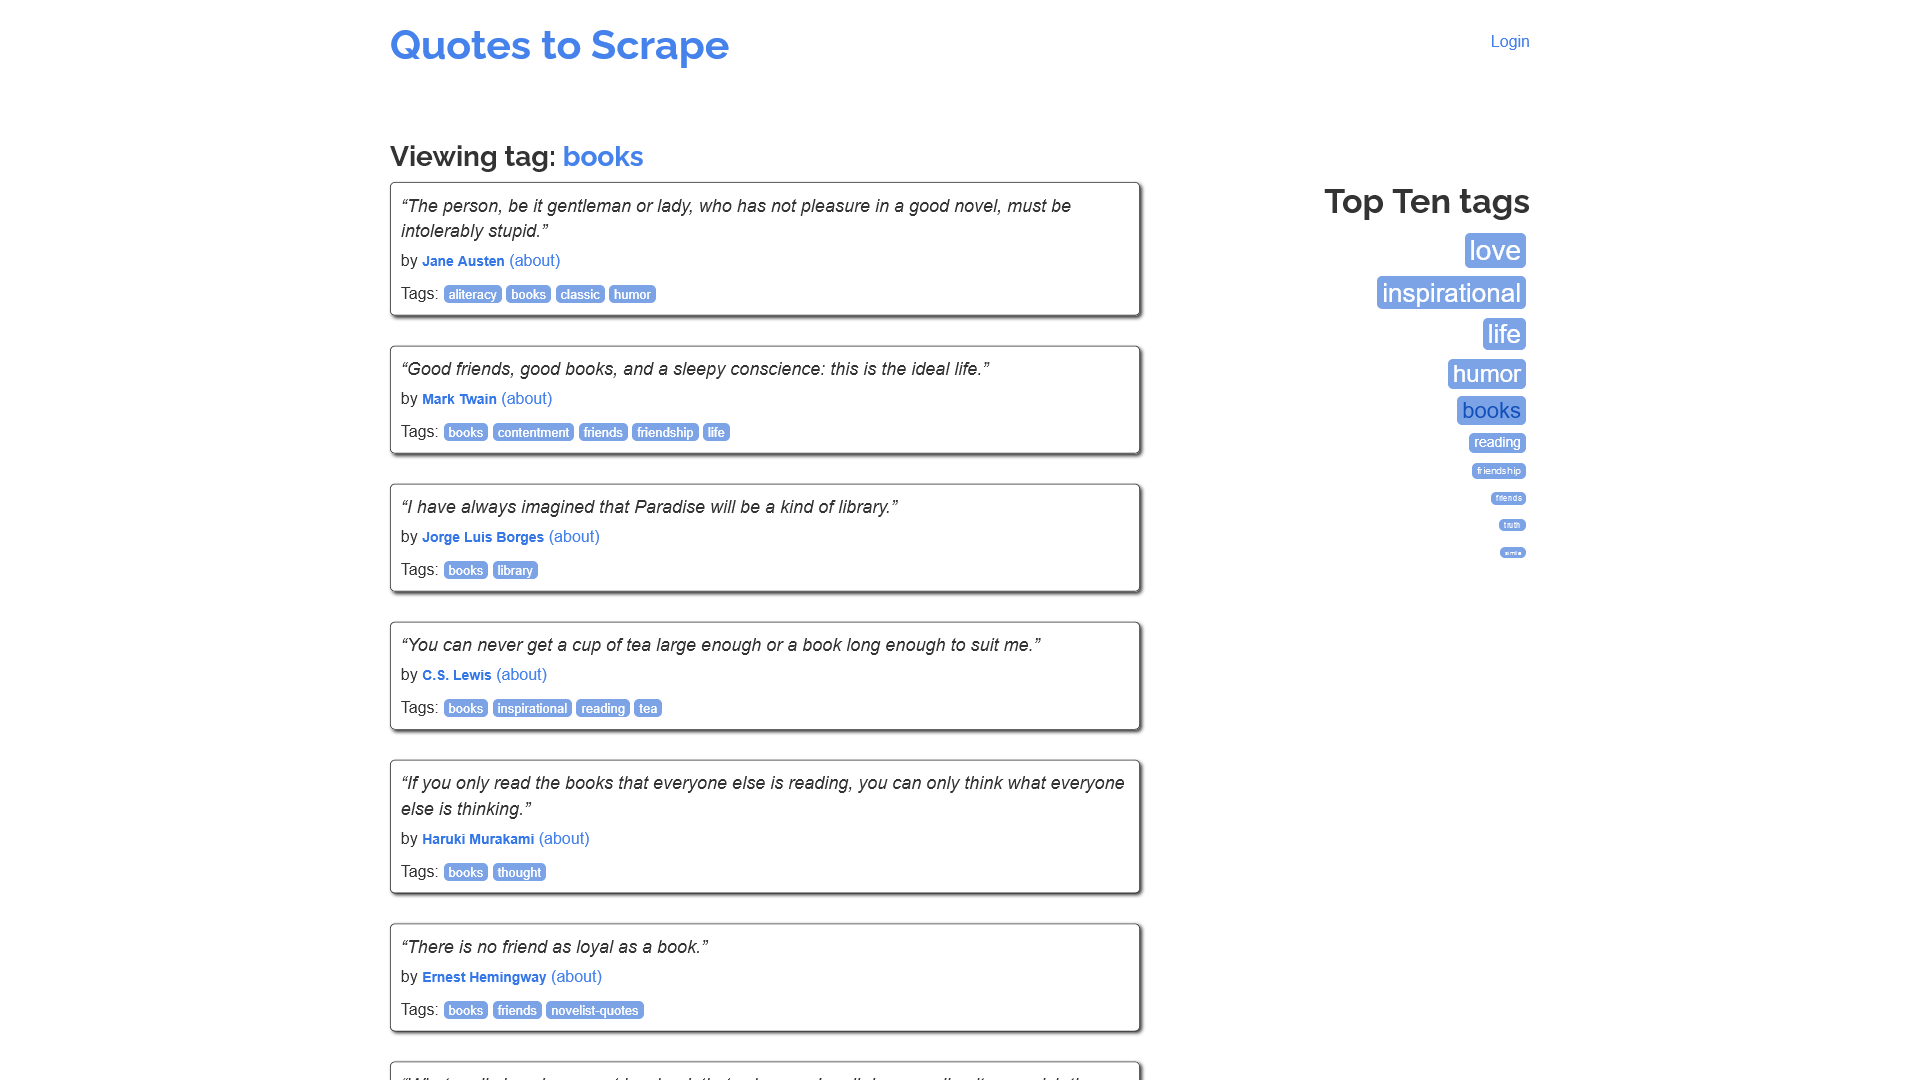 Quotes to Scrape
Login
Viewing tag: books
“The person, be it gentleman or lady, who has not pleasure in a good novel, must be
intolerably stupid.”
by Jane Austen (about)
Tags: aliteracy books classic humor
“Good friends, good books, and a sleepy conscience: this is the ideal life.”
by Mark Twain (about)
Tags: books contentment friends friendship life
“I have always imagined that Paradise will be a kind of library.”
by Jorge Luis Borges (about)
Tags: books library
“You can never get a cup of tea large enough or a book long enough to suit me.”
by C.S. Lewis (about)
Tags: books inspirational reading tea
“If you only read the books that everyone else is reading, you can only think what everyone
else is thinking.”
by Haruki Murakami (about)
Tags: books thought
“There is no friend as loyal as a book.”
by Ernest Hemingway (about)
Tags: books friends novelist-quotes
Top Ten tags
love
inspirational
life
humor
books
reading
friendship
friends
truth
simile